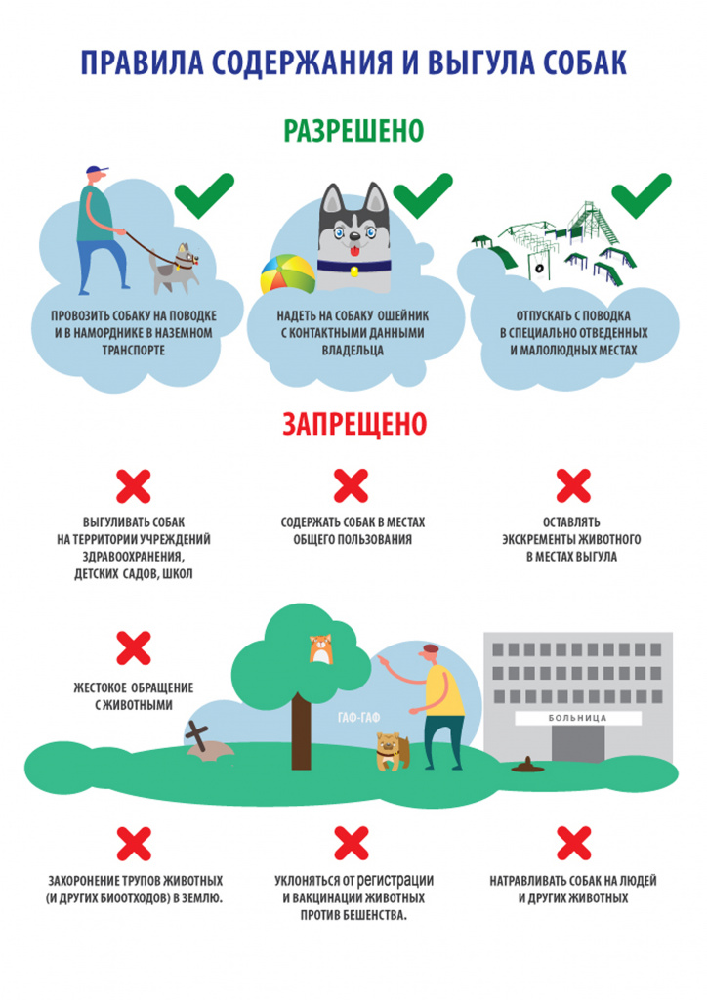 ПРАВИЛА СОДЕРЖАНИЯ И ВЫГУЛА СОБАК
РАЗРЕШЕНО
ПРОВОЗИТЬ СОБАКУ НА ПОВОДКЕ
И В НАМОРДНИКЕ В НАЗЕМНОМ
ТРАНСПОРТЕ
НАДЕТЬ НА СОБАКУ ОШЕЙНИК
С КОНТАКТНЫМИ ДАННЫМИ
ВЛАДЕЛЬЦА
ОТПУСКАТЬ С ПОВОДКА
В СПЕЦИАЛЬНО ОТВЕДЕННЫХ
И МАЛОЛЮДНЫХ МЕСТАХ
ЗАПРЕЩЕНО
ВЫГУЛИВАТЬ СОБАК
НА ТЕРРИТОРИИ УЧРЕЖДЕНИЙ
ЗДРАВООХРАНЕНИЯ,
ДЕТСКИХ САДОВ, ШКОЛ
СОДЕРЖАТЬ СОБАК В МЕСТАХ
ОБЩЕГО ПОЛЬЗОВАНИЯ
ОСТАВЛЯТЬ
ЭКСКРЕМЕНТЫ ЖИВОТНОГО
В МЕСТАХ ВЫГУЛА
ЖЕСТОКОЕ ОБРАЩЕНИЕ
С ЖИВОТНЫМИ
ГАФ-ГАФ
БОЛЬНИЦА
ЗАХОРОНЕНИЕ ТРУПОВ ЖИВОТНЫХ
(И ДРУГИХ БИООТХОДОВ) В ЗЕМЛЮ.
УКЛОНЯТЬСЯ ОТ регистрации
И ВАКЦИНАЦИИ ЖИВОТНЫХ
ПРОТИВ БЕШЕНСТВА.
НАТРАВЛИВАТЬ СОБАК НА ЛЮДЕЙ
И ДРУГИХ ЖИВОТНЫХ